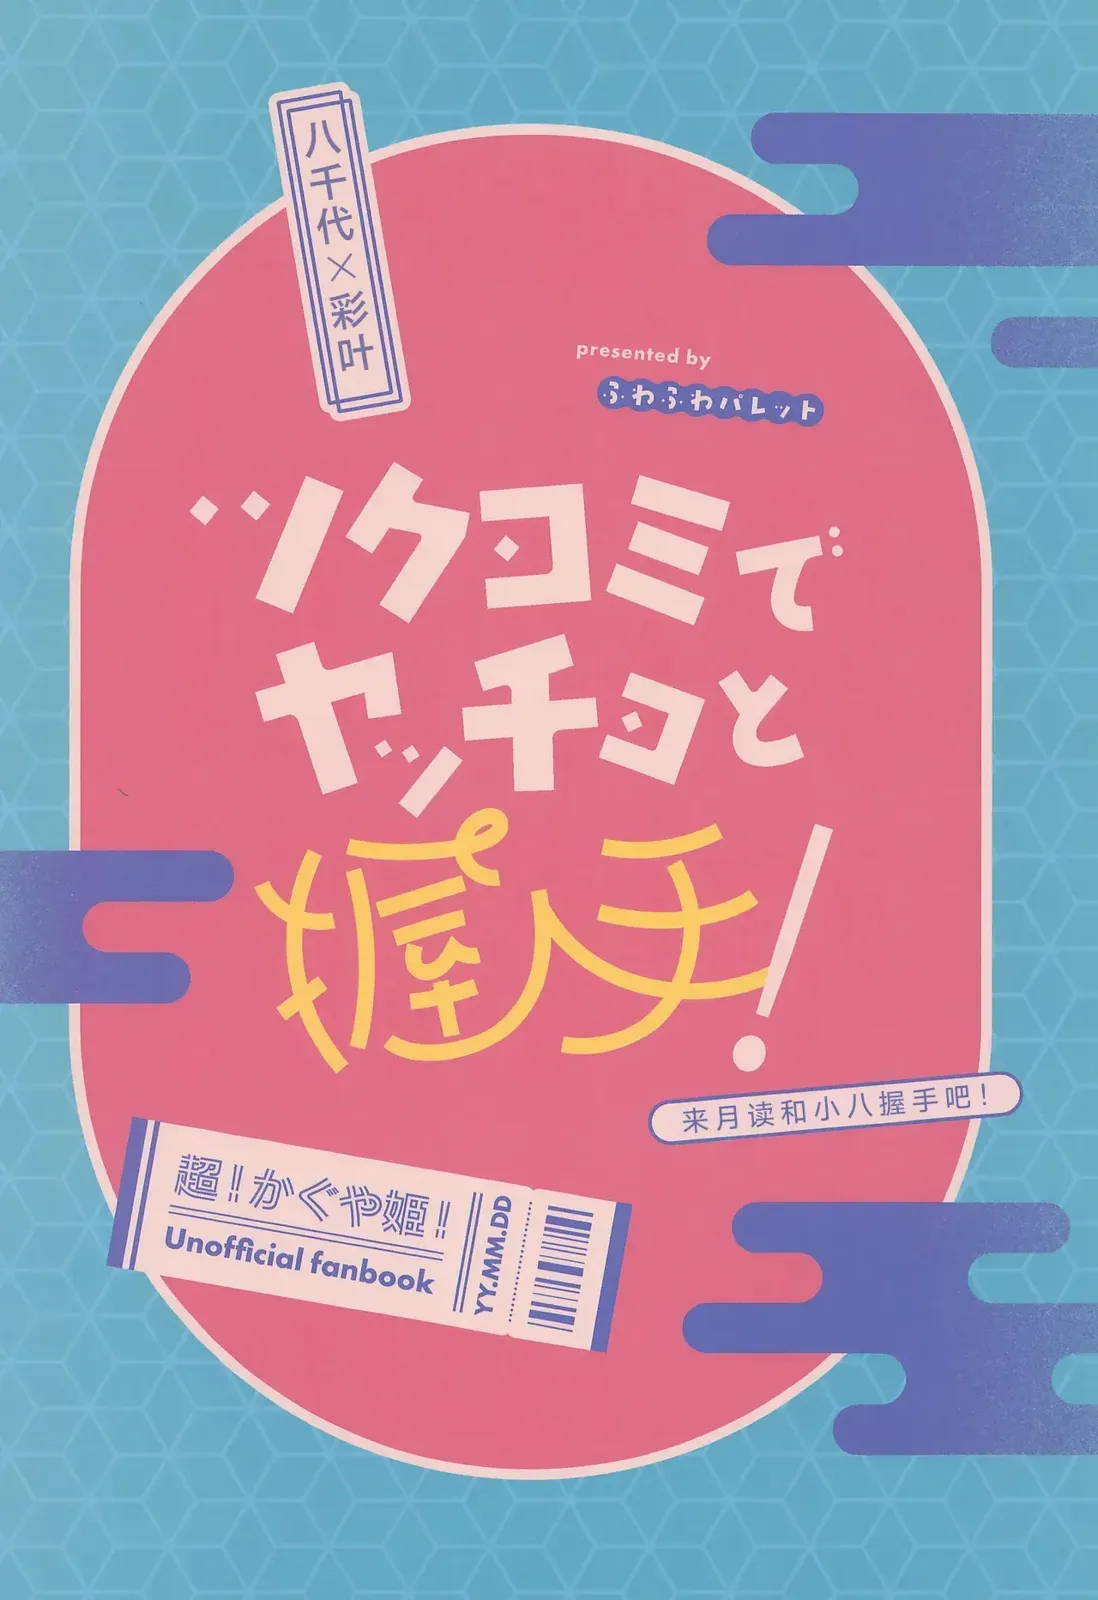 八千代×彩叶
presented by
ふわふわパレット
ツクヨミで
ヤッチョと
握手!
来月读和小八握手吧!
超!かぐや姫!
Unofficial fanbook
YY.MM.DD